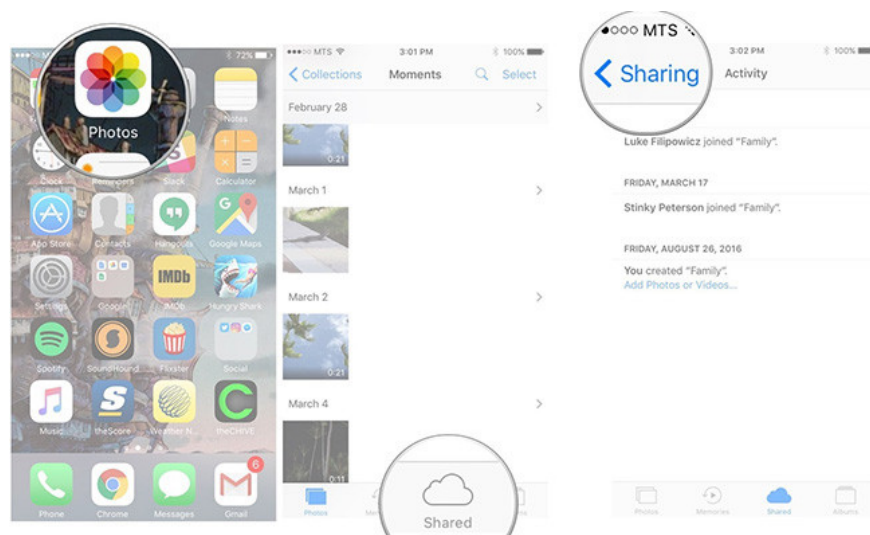 MTS
72%
Photos
Notes
Clock
Reminders
Slack
Calculator
App Store
Contacts
Hangouts
Google Maps
Settings
Google
IMDb
IMDb
Hungry Shark
Spotify
SoundHound
Flixster
Social
Music
theScore
Weather N...
theCHIVE
6
Phone
Chrome
Messages
Gmail
MTS
3:01 PM
100%
Collections
Moments
Select
February 28
0:21
March 1
March 2
0:21
March 4
0:11
Photos
Shared
MTS
3:02 PM
100%
Sharing
Activity
Luke Filipowicz joined “Family”.
FRIDAY, MARCH 17
Stinky Peterson joined “Family”.
FRIDAY, AUGUST 26, 2016
You created “Family”.
Add Photos or Videos...
Photos
Memories
Shared
Albums